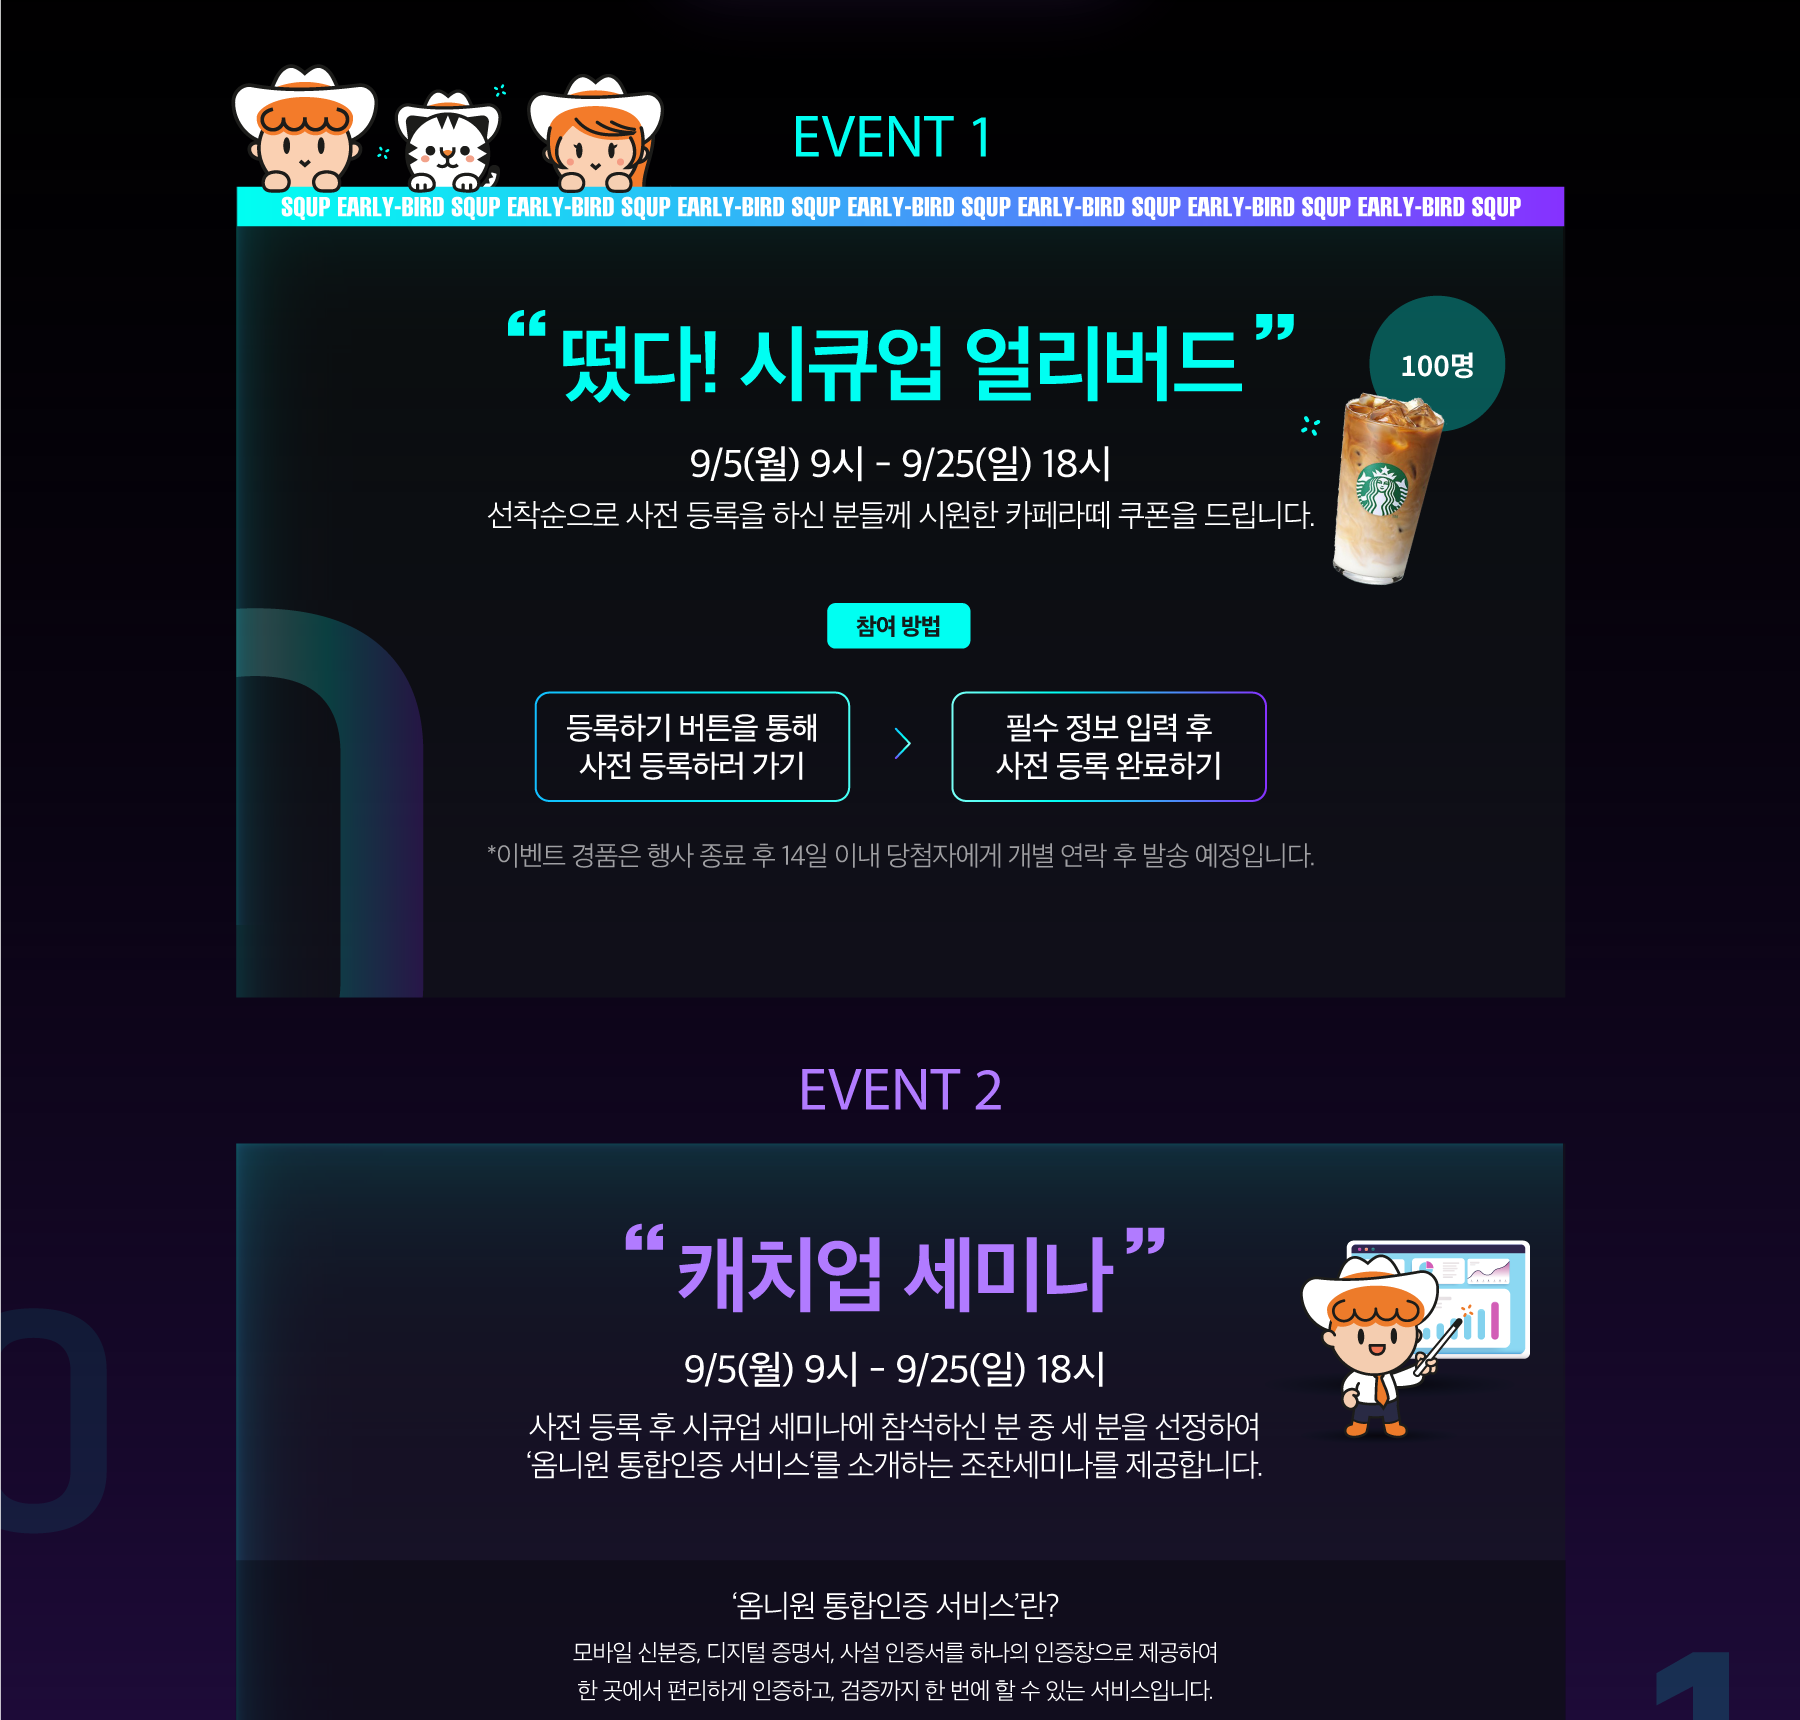 EVENT 1
SQUP EARLY-BIRD SQUP EARLY-BIRD SQUP EARLY-BIRD SQUP EARLY-BIRD SQUP EARLY-BIRD SQUP EARLY-BIRD SQUP EARLY-BIRD SQUP
“떴다! 시큐업 얼리버드”
100명
9/5(월) 9시 - 9/25(일) 18시
선착순으로 사전 등록을 하신 분들께 시원한 카페라떼 쿠폰을 드립니다.
참여 방법
등록하기 버튼을 통해
사전 등록하러 가기
>
필수 정보 입력 후
사전 등록 완료하기
*이벤트 경품은 행사 종료 후 14일 이내 당첨자에게 개별 연락 후 발송 예정입니다.
EVENT 2
“캐치업 세미나”
9/5(월) 9시 - 9/25(일) 18시
사전 등록 후 시큐업 세미나에 참석하신 분 중 세 분을 선정하여
‘옴니원 통합인증 서비스‘를 소개하는 조찬세미나를 제공합니다.
‘옴니원 통합인증 서비스’란?
모바일 신분증, 디지털 증명서, 사설 인증서를 하나의 인증창으로 제공하여
한 곳에서 편리하게 인증하고, 검증까지 한 번에 할 수 있는 서비스입니다.
0
1